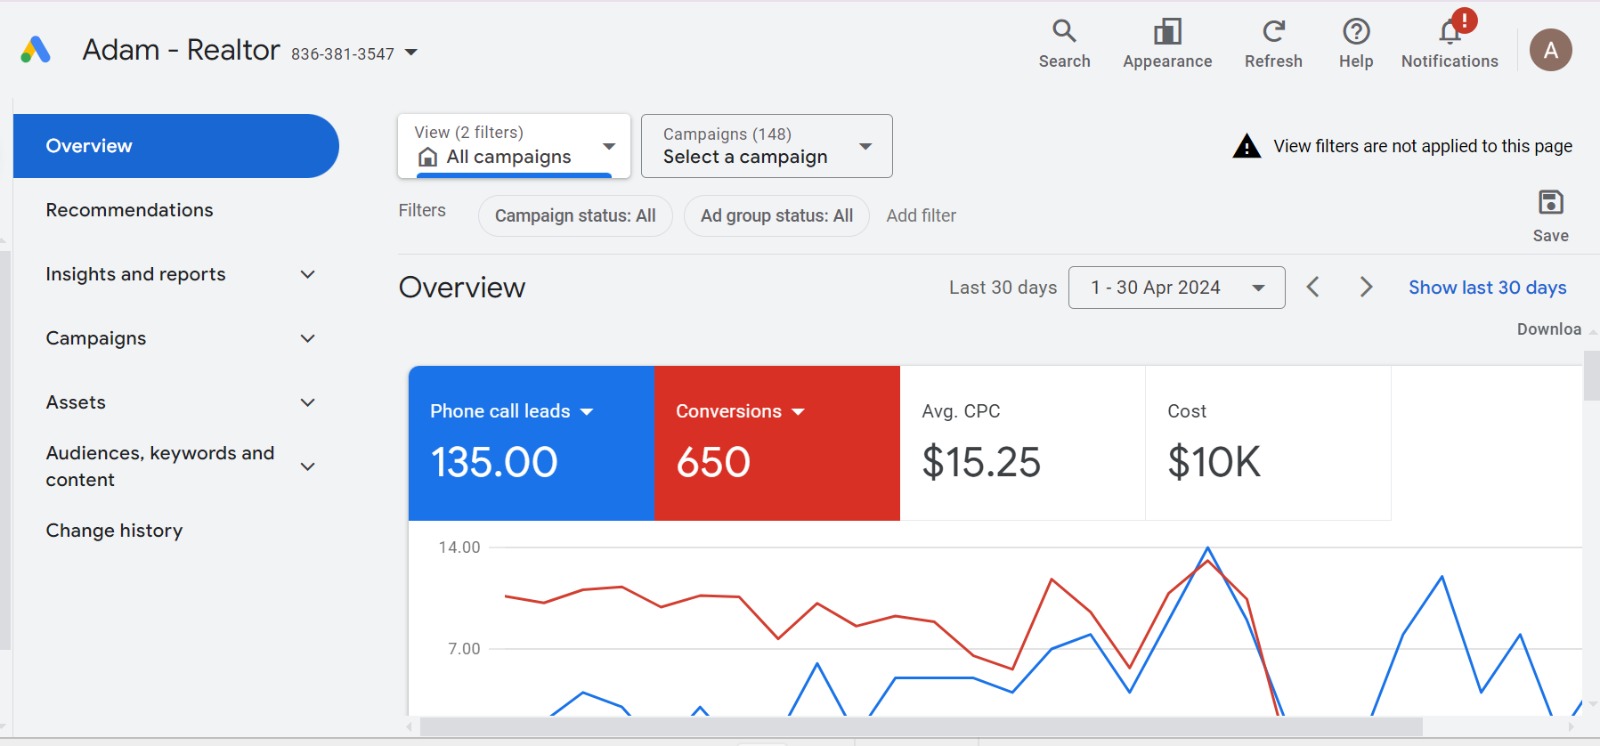 Adam - Realtor 836-381-3547
Search
Appearance
Refresh
Help
!
Notifications
A
Overview
Recommendations
Insights and reports
Campaigns
Assets
Audiences, keywords and
content
Change history
View (2 filters)
All campaigns
Campaigns (148)
Select a campaign
View filters are not applied to this page
Filters
Campaign status: All
Ad group status: All
Add filter
Save
Overview
Last 30 days
1 - 30 Apr 2024
Show last 30 days
Downloa
Phone call leads
135.00
Conversions
650
Avg. CPC
$15.25
Cost
$10K
14.00
7.00